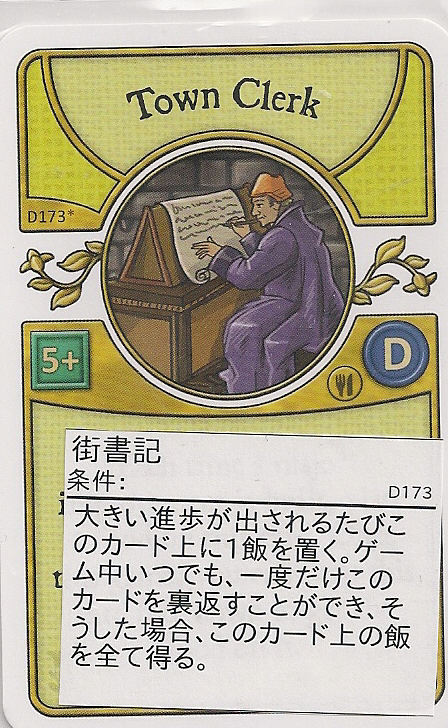 Town Clerk
D173*
5+
D
街書記
条件:
D173
大きい進歩が出されるたびこ
のカード上に1飯を置く。ゲー
ム中いつでも、一度だけこの
カードを裏返すことができ、そ
うした場合、このカード上の飯
を全て得る。